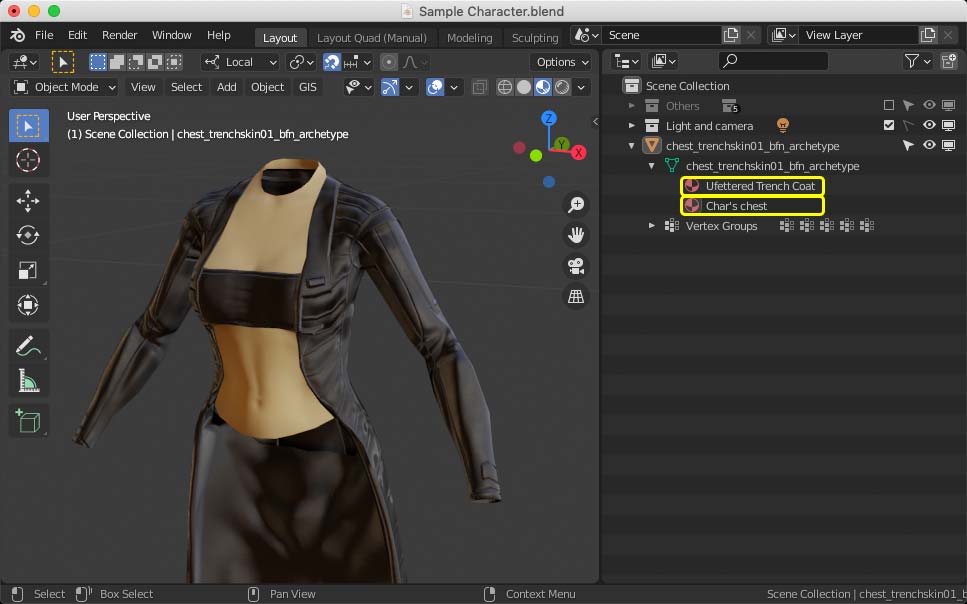 Sample Character.blend
File Edit Render Window Help Layout Layout Quad (Manual) Modeling Sculpting Scene View Layer
Local Options
Object Mode View Select Add Object GIS
User Perspective
(1) Scene Collection | chest_trenchskin01_bfn_archetype
Z
Y
X
Scene Collection
Others 5
Light and camera
chest_trenchskin01_bfn_archetype
chest_trenchskin01_bfn_archetype
Ufettered Trench Coat
Char's chest
Vertex Groups
Select Box Select Pan View Context Menu Scene Collection | chest_trenchskin01_b